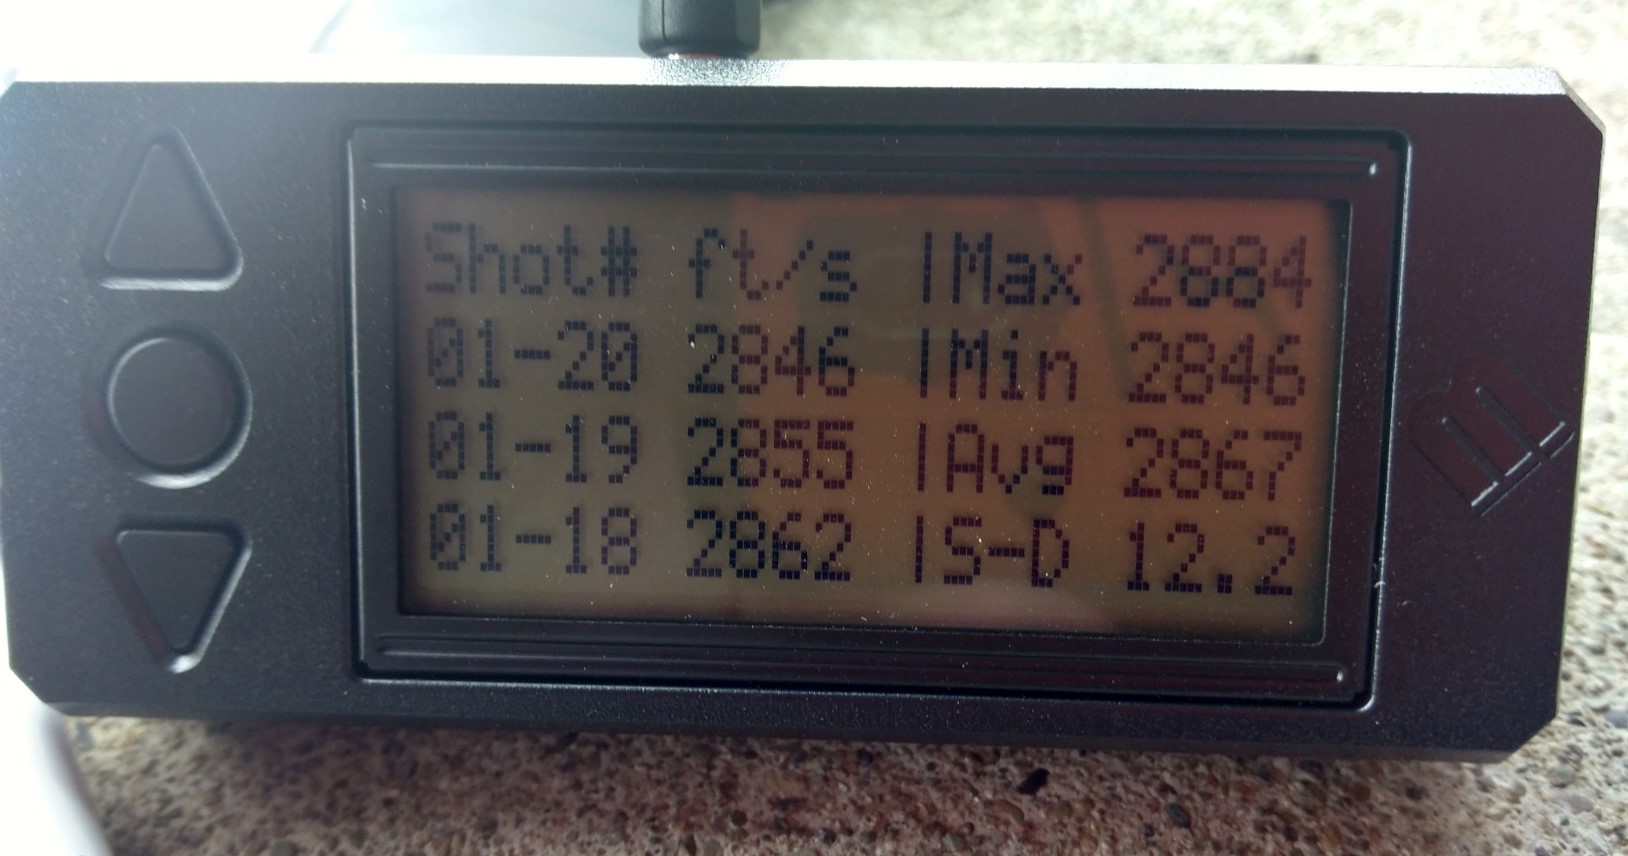 Shot# ft/s |Max 2884
01-20 2846 |Min 2846
01-19 2855 |Avg 2867
01-18 2862 |S-D 12.2